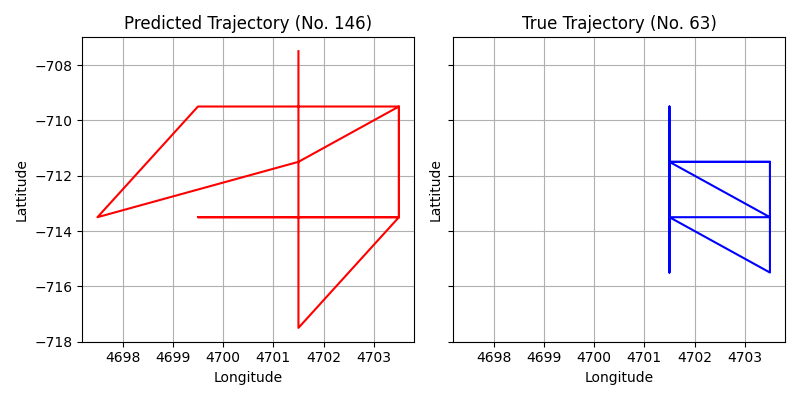 Predicted Trajectory (No. 146)
True Trajectory (No. 63)
−708
−710
−712
−714
−716
−718
Lattitude
Lattitude
4698 4699 4700 4701 4702 4703
4698 4699 4700 4701 4702 4703
Longitude
Longitude